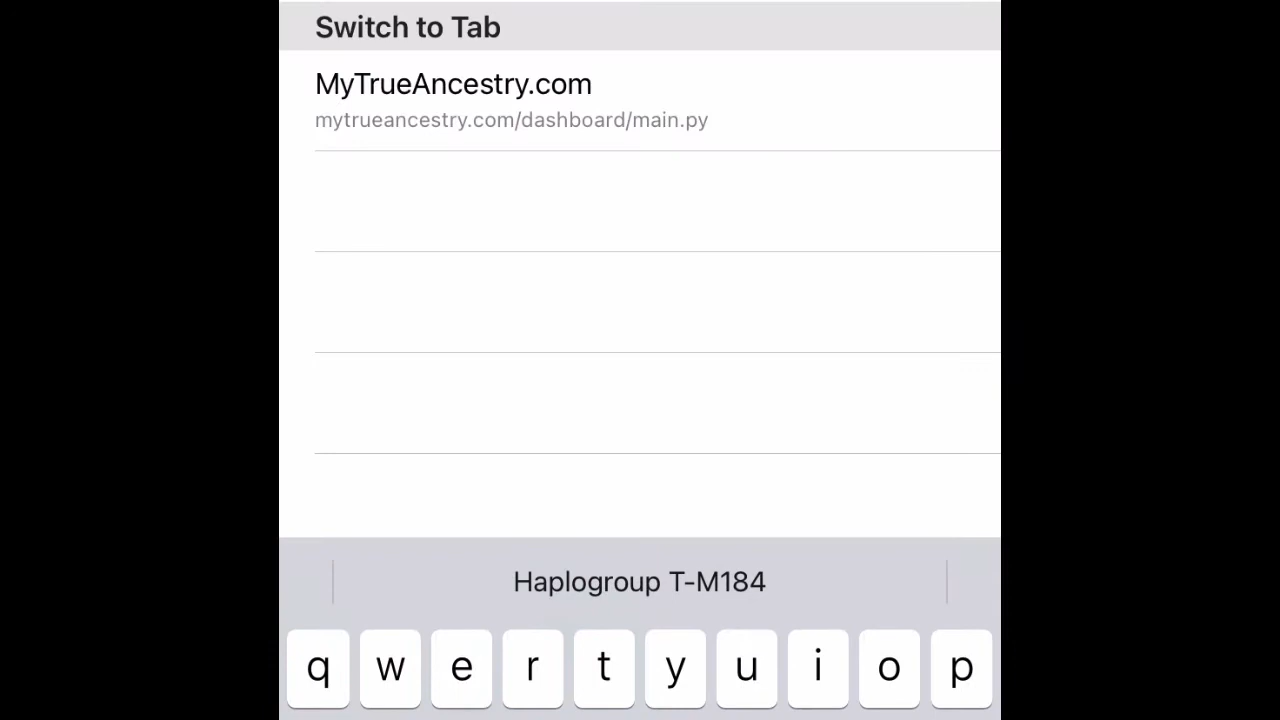 Switch to Tab
MyTrueAncestry.com
mytrueancestry.com/dashboard/main.py
Haplogroup T-M184
q w e r t y u i o p